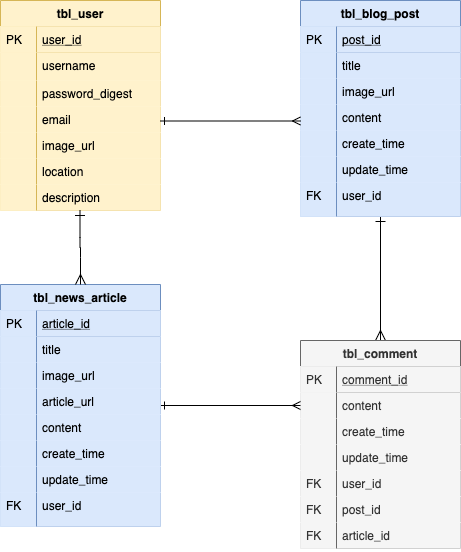 tbl_user
PK user_id
username
password_digest
email
image_url
location
description
tbl_blog_post
PK post_id
title
image_url
content
create_time
update_time
FK user_id
tbl_news_article
PK article_id
title
image_url
article_url
content
create_time
update_time
FK user_id
tbl_comment
PK comment_id
content
create_time
update_time
FK user_id
FK post_id
FK article_id